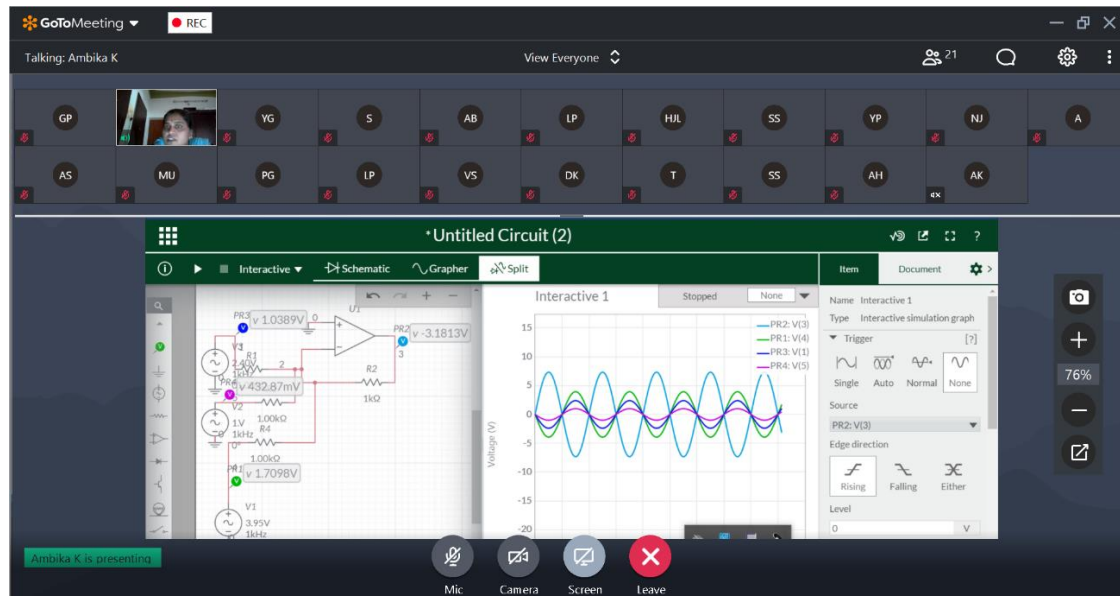 GoToMeeting
REC
Talking: Ambika K
View Everyone
21
GP
YG
S
AB
LP
HJL
SS
YP
NJ
A
AS
MU
PG
LP
VS
DK
T
SS
AH
AK
*Untitled Circuit (2)
?
Interactive
Schematic
Grapher
Split
Item
Document
PR3
v 1.0389V
0
U1
PR2
v -3.1813V
3
R1
2
R2
1kΩ
1kHz
v 432.87mV
V2
1.V
1kHz
1.00kΩ
R4
1.00kΩ
PR1
v 1.7098V
V1
3.95V
1kHz
Interactive 1
Stopped
None
PR2: V(3)
PR1: V(4)
PR3: V(1)
PR4: V(5)
Voltage (V)
15
10
5
0
-5
-10
-15
-20
Name Interactive 1
Type Interactive simulation graph
Trigger
[?]
Single
Auto
Normal
None
Source
PR2: V(3)
Edge direction
Rising
Falling
Either
Level
0
V
76%
Ambika K is presenting
Mic
Camera
Screen
Leave